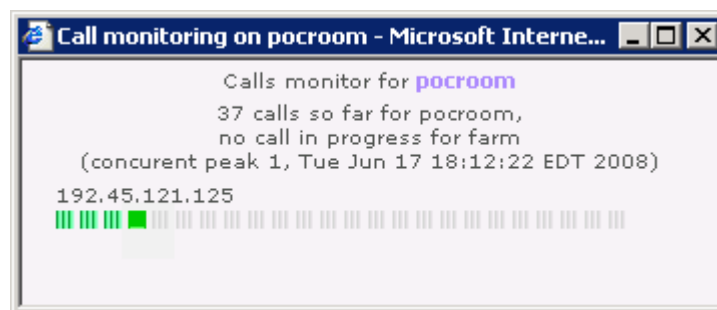 Call monitoring on pocroom - Microsoft Interne...
Calls monitor for pocroom
37 calls so far for pocroom,
no call in progress for farm
(concurent peak 1, Tue Jun 17 18:12:22 EDT 2008)
192.45.121.125